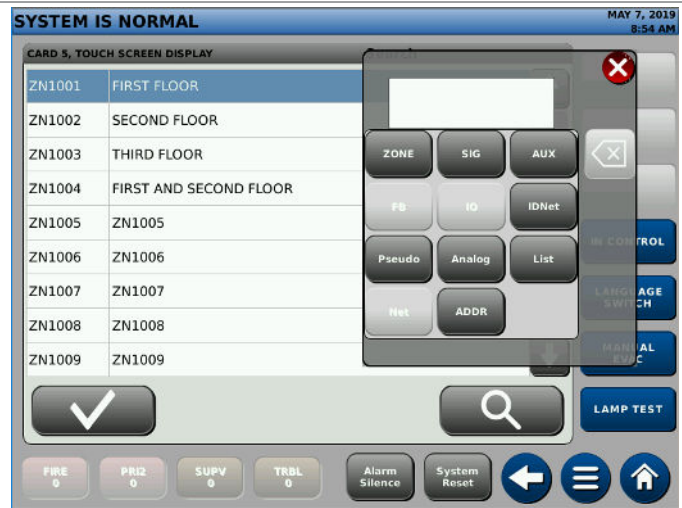 SYSTEM IS NORMAL
MAY 7, 2019
8:54 AM
CARD 5, TOUCH SCREEN DISPLAY
Search
ZN1001 FIRST FLOOR
ZN1002 SECOND FLOOR
ZN1003 THIRD FLOOR
ZN1004 FIRST AND SECOND FLOOR
ZN1005 ZN1005
ZN1006 ZN1006
ZN1007 ZN1007
ZN1008 ZN1008
ZN1009 ZN1009
ZONE SIG AUX
FB IO IDNet
Pseudo Analog List
Net ADDR
IN CONTROL
LANGUAGE
SWITCH
MANUAL
EVAC
LAMP TEST
FIRE
0
PRI2
0
SUPV
0
TRBL
0
Alarm
Silence
System
Reset